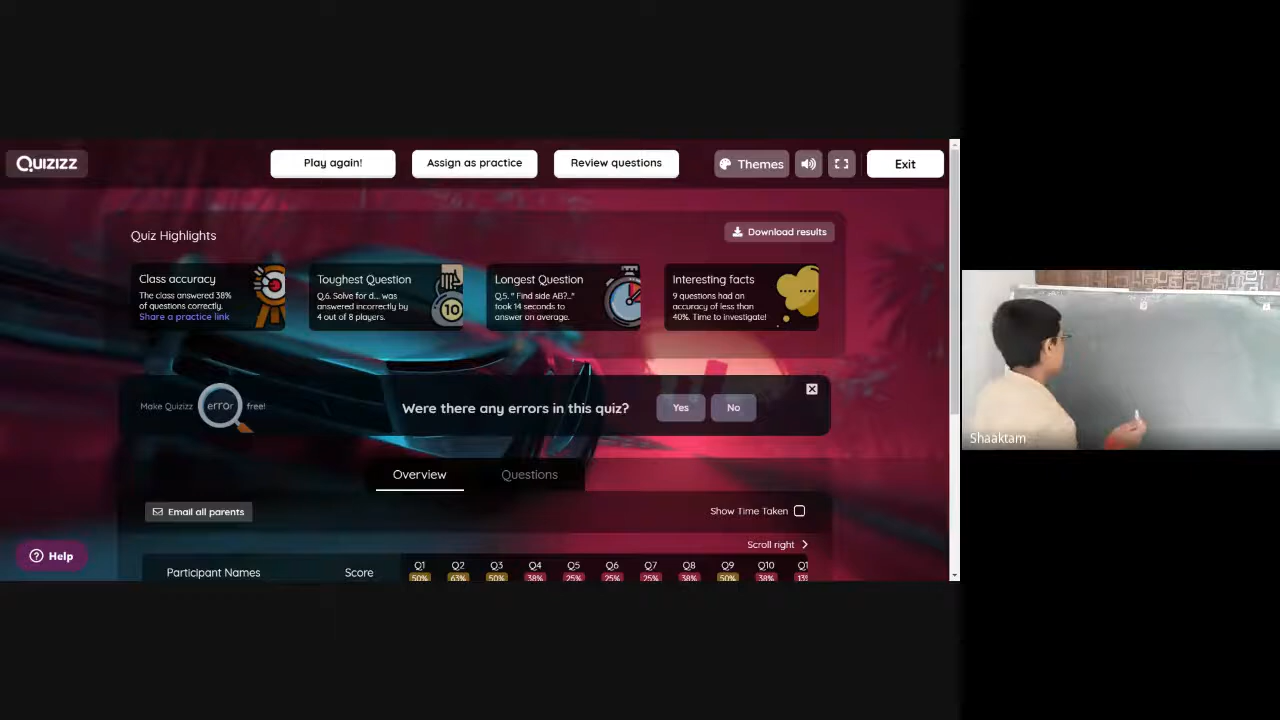 Quizizz
Play again!
Assign as practice
Review questions
Themes
Exit
Quiz Highlights
Download results
Class accuracy
The class answered 38%
of questions correctly.
Share a practice link
Toughest Question
Q.6. Solve for d... was
answered incorrectly by
4 out of 8 players.
10
Longest Question
Q.5. " Find side AB?..."
took 14 seconds to
answer on average.
Interesting facts
9 questions had an
accuracy of less than
40%. Time to investigate!
Make Quizizz error free!
Were there any errors in this quiz?
Yes
No
Overview
Questions
Email all parents
Show Time Taken
Scroll right
Help
Participant Names
Score
Q1 Q2 Q3 Q4 Q5 Q6 Q7 Q8 Q9 Q10 Q1
50% 63% 50% 38% 25% 25% 25% 38% 50% 38% 13%
Shaaktam